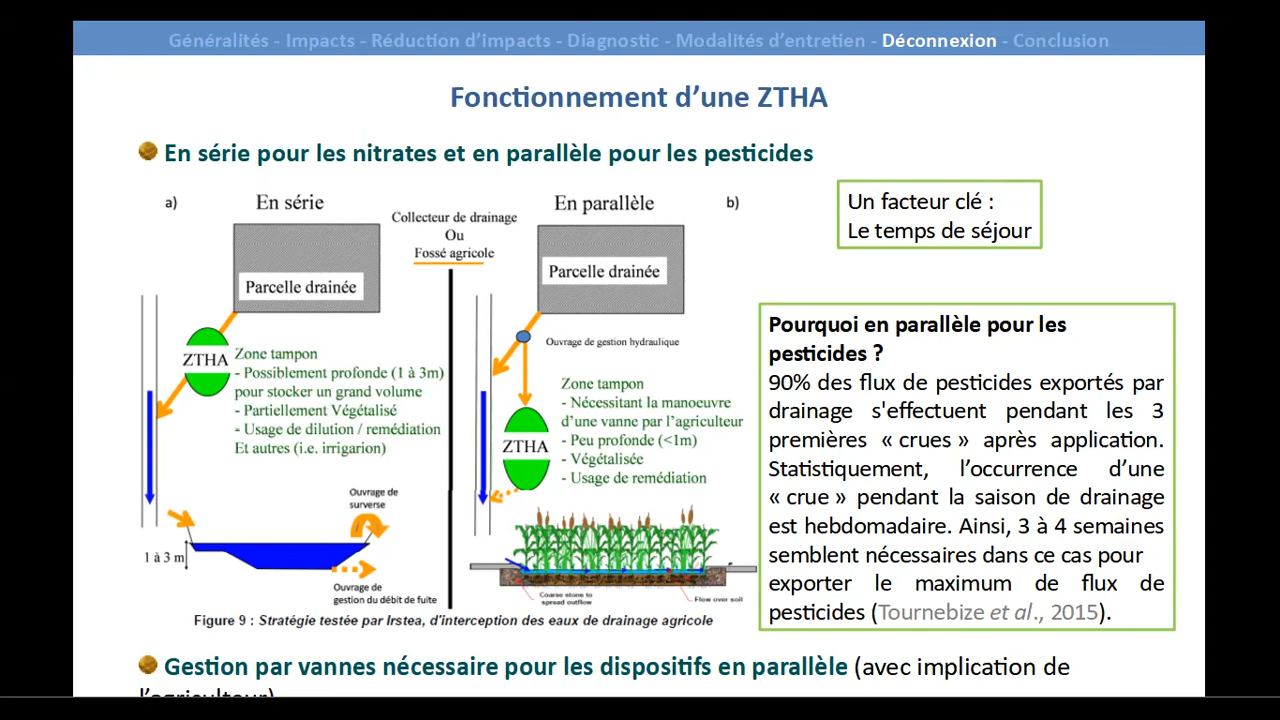 Généralités - Impacts - Réduction d’impacts - Diagnostic - Modalités d’entretien - Déconnexion - Conclusion
Fonctionnement d’une ZTHA
En série pour les nitrates et en parallèle pour les pesticides
a)
En série
Parcelle drainée
ZTHA
Zone tampon
- Possiblement profonde (1 à 3m)
pour stocker un grand volume
- Partiellement Végétalisé
- Usage de dilution / remédiation
Et autres (i.e. irrigarion)
Ouvrage de
surverse
1 à 3 m
Ouvrage de
gestion du débit de fuite
Collecteur de drainage
Ou
Fossé agricole
En parallèle
b)
Parcelle drainée
Ouvrage de gestion hydraulique
Zone tampon
- Nécessitant la manoeuvre
d’une vanne par l’agriculteur
- Peu profonde (<1m)
- Végétalisée
- Usage de remédiation
ZTHA
Coarse stone to
spread outflow
Flow over soil
Figure 9 : Stratégie testée par Irstea, d'interception des eaux de drainage agricole
Un facteur clé :
Le temps de séjour
Pourquoi en parallèle pour les
pesticides ?
90% des flux de pesticides exportés par
drainage s'effectuent pendant les 3
premières « crues » après application.
Statistiquement, l’occurrence d’une
« crue » pendant la saison de drainage
est hebdomadaire. Ainsi, 3 à 4 semaines
semblent nécessaires dans ce cas pour
exporter le maximum de flux de
pesticides (Tournebize et al., 2015).
Gestion par vannes nécessaire pour les dispositifs en parallèle (avec implication de
l’agriculteur)